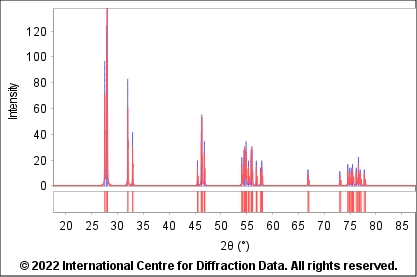 Intensity
120
100
80
60
40
20
0
20 25 30 35 40 45 50 55 60 65 70 75 80 85
2θ (°)
© 2022 International Centre for Diffraction Data. All rights reserved.